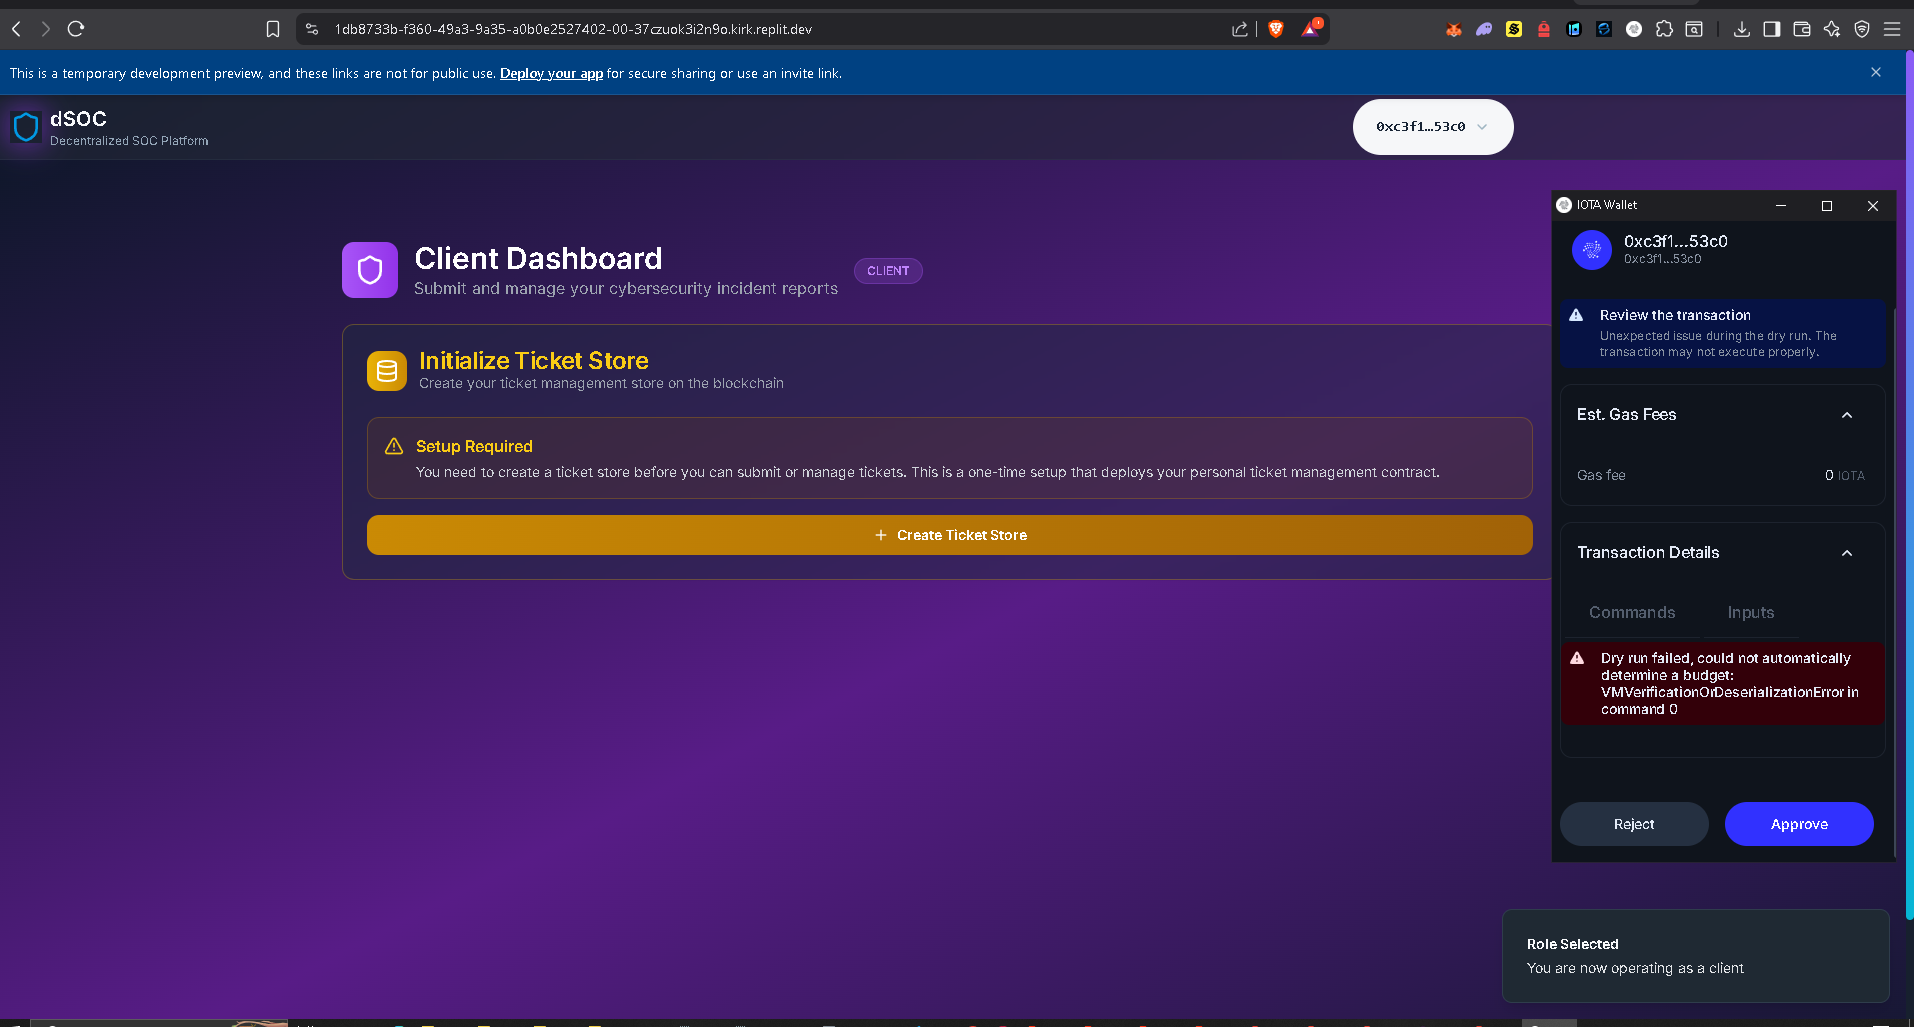 1db8733b-f360-49a3-9a35-a0b0e2527402-00-37czuok3i2n9o.kirk.replit.dev
This is a temporary development preview, and these links are not for public use. Deploy your app for secure sharing or use an invite link.
dSOC
Decentralized SOC Platform
0xc3f1…53c0
Client Dashboard
Submit and manage your cybersecurity incident reports
CLIENT
Initialize Ticket Store
Create your ticket management store on the blockchain
Setup Required
You need to create a ticket store before you can submit or manage tickets. This is a one-time setup that deploys your personal ticket management contract.
+ Create Ticket Store
IOTA Wallet
0xc3f1…53c0
0xc3f1…53c0
Review the transaction
Unexpected issue during the dry run. The
transaction may not execute properly.
Est. Gas Fees
Gas fee
0 IOTA
Transaction Details
Commands
Inputs
Dry run failed, could not automatically
determine a budget:
VMVerificationOrDeserializationError in
command 0
Reject
Approve
Role Selected
You are now operating as a client